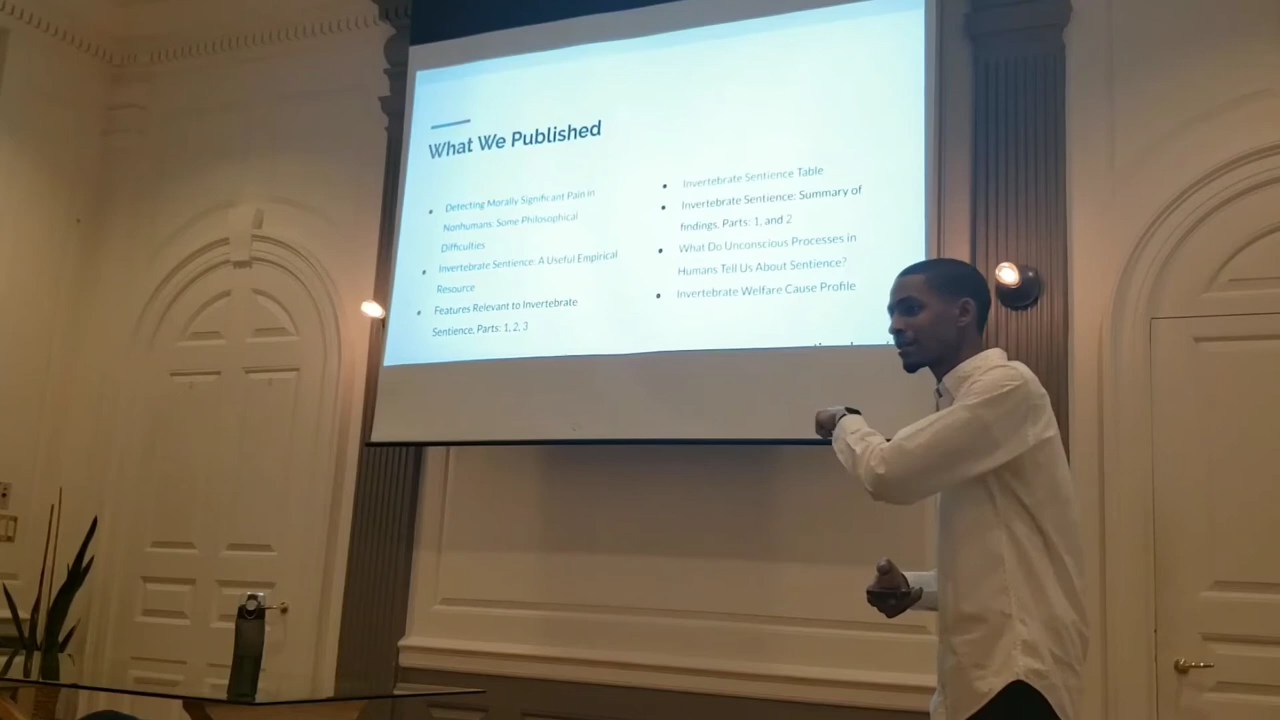 What We Published
Detecting Morally Significant Pain in
Nonhumans: Some Philosophical
Difficulties
Invertebrate Sentience: A Useful Empirical
Resource
Features Relevant to Invertebrate
Sentience, Parts: 1, 2, 3
Invertebrate Sentience Table
Invertebrate Sentience: Summary of
findings, Parts: 1, and 2
What Do Unconscious Processes in
Humans Tell Us About Sentience?
Invertebrate Welfare Cause Profile